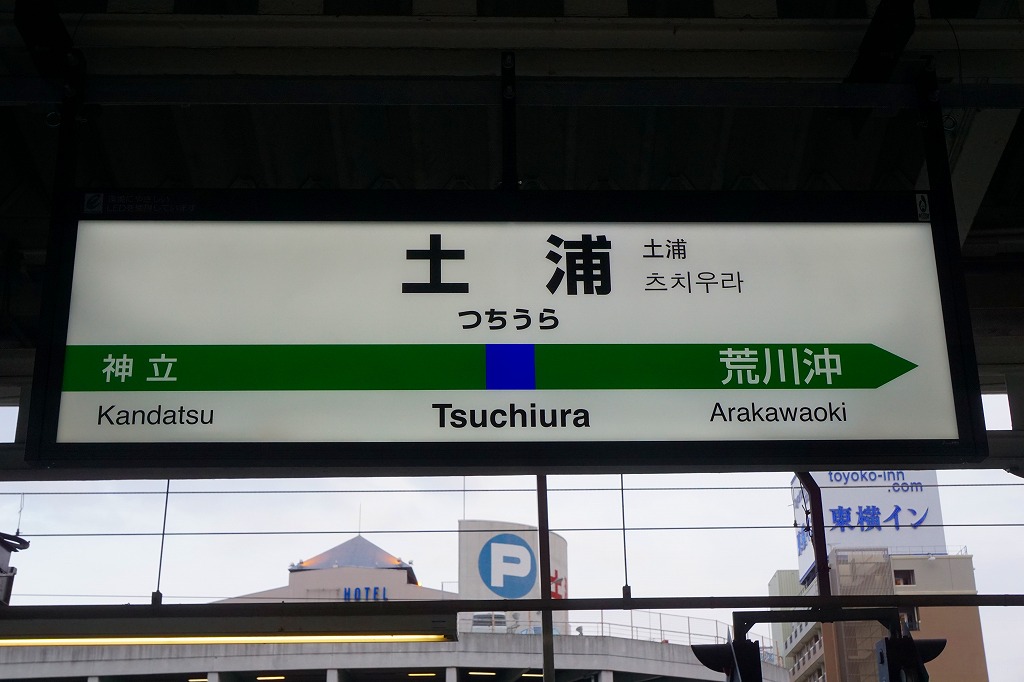 土浦
土浦
츠치우라
つちうら
神立
荒川沖
Kandatsu
Tsuchiura
Arakawaoki
toyoko-inn
.com
東横イン
P
HOTEL